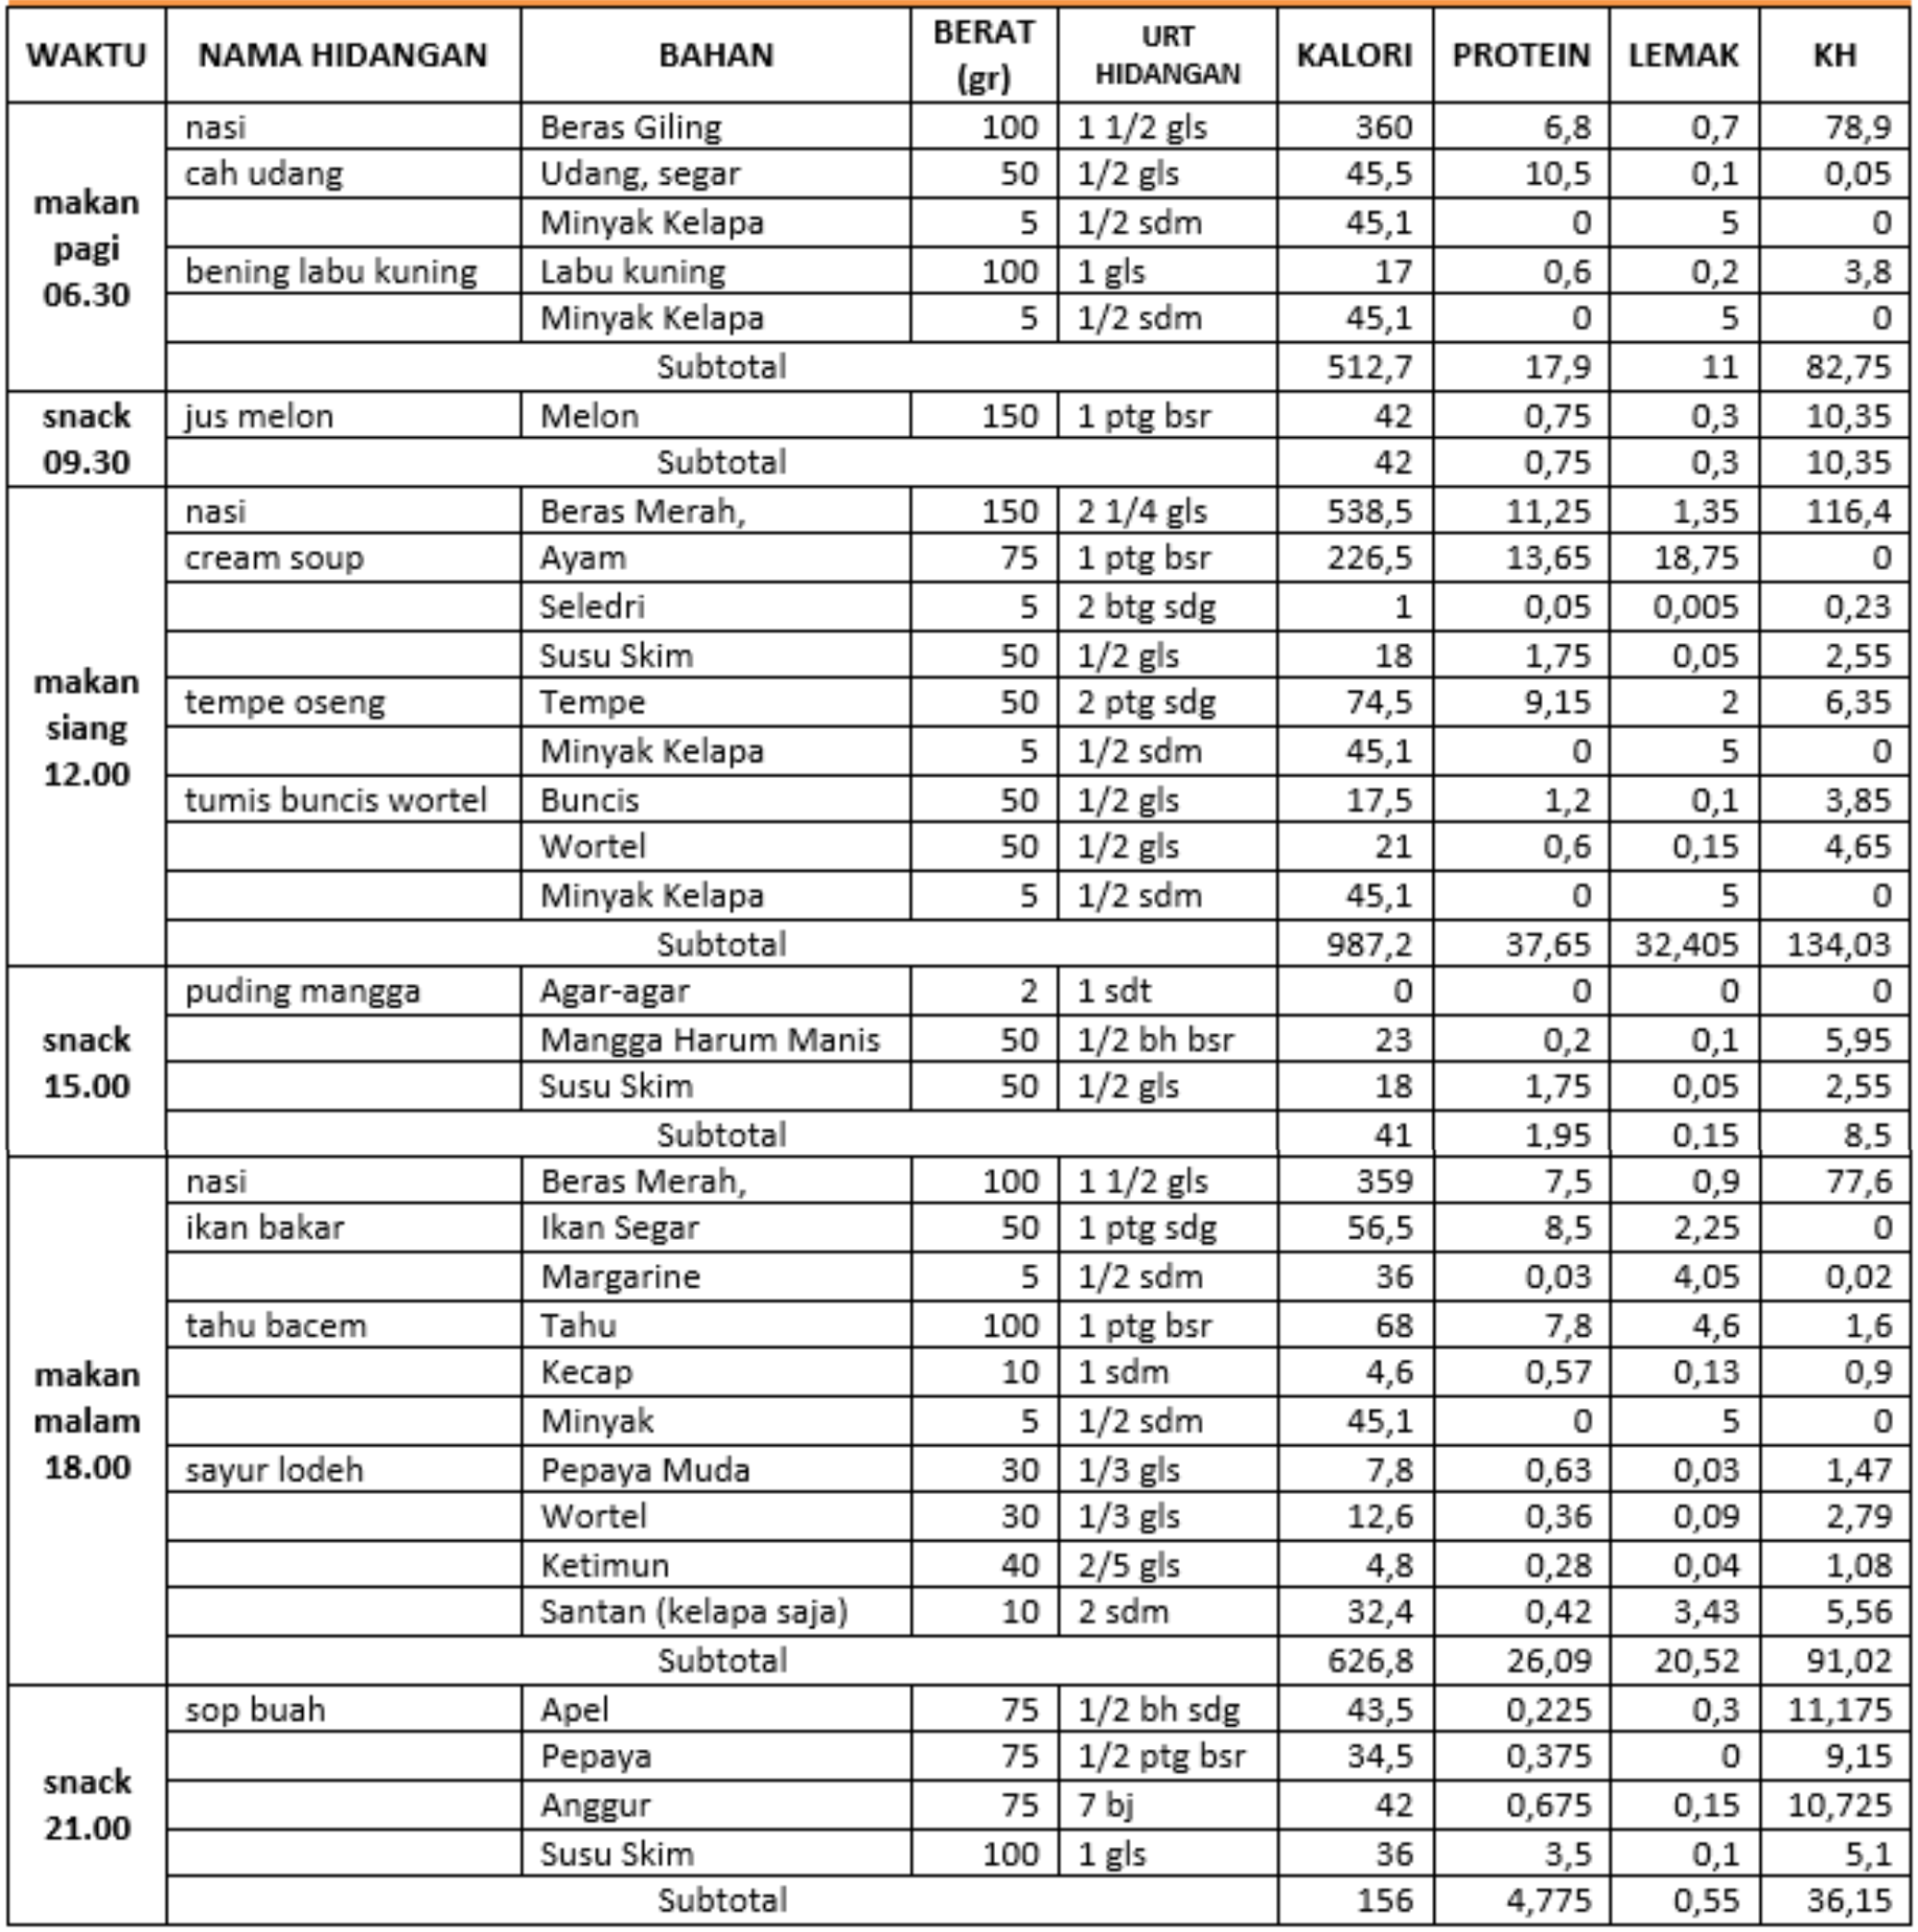 WAKTU NAMA HIDANGAN BAHAN BERAT (gr) URT HIDANGAN KALORI PROTEIN LEMAK KH
makan pagi 06.30
nasi Beras Giling 100 1 1/2 gls 360 6,8 0,7 78,9
cah udang Udang, segar 50 1/2 gls 45,5 10,5 0,1 0,05
Minyak Kelapa 5 1/2 sdm 45,1 0 5 0
bening labu kuning Labu kuning 100 1 gls 17 0,6 0,2 3,8
Minyak Kelapa 5 1/2 sdm 45,1 0 5 0
Subtotal 512,7 17,9 11 82,75
snack 09.30
jus melon Melon 150 1 ptg bsr 42 0,75 0,3 10,35
Subtotal 42 0,75 0,3 10,35
makan siang 12.00
nasi Beras Merah, 150 2 1/4 gls 538,5 11,25 1,35 116,4
cream soup Ayam 75 1 ptg bsr 226,5 13,65 18,75 0
Seledri 5 2 btg sdg 1 0,05 0,005 0,23
Susu Skim 50 1/2 gls 18 1,75 0,05 2,55
tempe oseng Tempe 50 2 ptg sdg 74,5 9,15 2 6,35
Minyak Kelapa 5 1/2 sdm 45,1 0 5 0
tumis buncis wortel Buncis 50 1/2 gls 17,5 1,2 0,1 3,85
Wortel 50 1/2 gls 21 0,6 0,15 4,65
Minyak Kelapa 5 1/2 sdm 45,1 0 5 0
Subtotal 987,2 37,65 32,405 134,03
snack 15.00
puding mangga Agar-agar 2 1 sdt 0 0 0 0
Mangga Harum Manis 50 1/2 bh bsr 23 0,2 0,1 5,95
Susu Skim 50 1/2 gls 18 1,75 0,05 2,55
Subtotal 41 1,95 0,15 8,5
makan malam 18.00
nasi Beras Merah, 100 1 1/2 gls 359 7,5 0,9 77,6
ikan bakar Ikan Segar 50 1 ptg sdg 56,5 8,5 2,25 0
Margarine 5 1/2 sdm 36 0,03 4,05 0,02
tahu bacem Tahu 100 1 ptg bsr 68 7,8 4,6 1,6
Kecap 10 1 sdm 4,6 0,57 0,13 0,9
Minyak 5 1/2 sdm 45,1 0 5 0
sayur lodeh Pepaya Muda 30 1/3 gls 7,8 0,63 0,03 1,47
Wortel 30 1/3 gls 12,6 0,36 0,09 2,79
Ketimun 40 2/5 gls 4,8 0,28 0,04 1,08
Santan (kelapa saja) 10 2 sdm 32,4 0,42 3,43 5,56
Subtotal 626,8 26,09 20,52 91,02
snack 21.00
sop buah Apel 75 1/2 bh sdg 43,5 0,225 0,3 11,175
Pepaya 75 1/2 ptg bsr 34,5 0,375 0 9,15
Anggur 75 7 bj 42 0,675 0,15 10,725
Susu Skim 100 1 gls 36 3,5 0,1 5,1
Subtotal 156 4,775 0,55 36,15